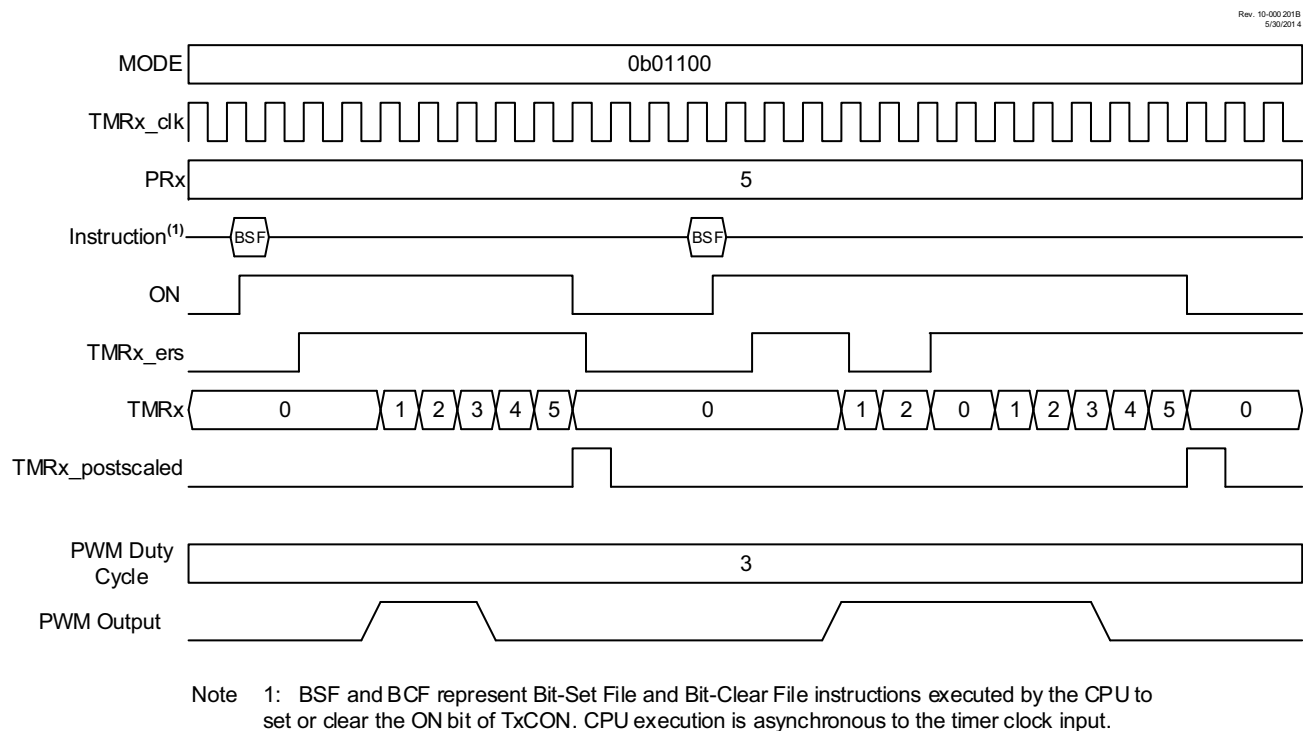 Rev. 10-000201B
5/30/2014
MODE 0b01100
TMRx_clk
PRx 5
Instruction(1) BSF BSF
ON
TMRx_ers
TMRx 0 1 2 3 4 5 0 1 2 0 1 2 3 4 5 0
TMRx_postscaled
PWM Duty
Cycle 3
PWM Output
Note 1: BSF and BCF represent Bit-Set File and Bit-Clear File instructions executed by the CPU to
set or clear the ON bit of TxCON. CPU execution is asynchronous to the timer clock input.